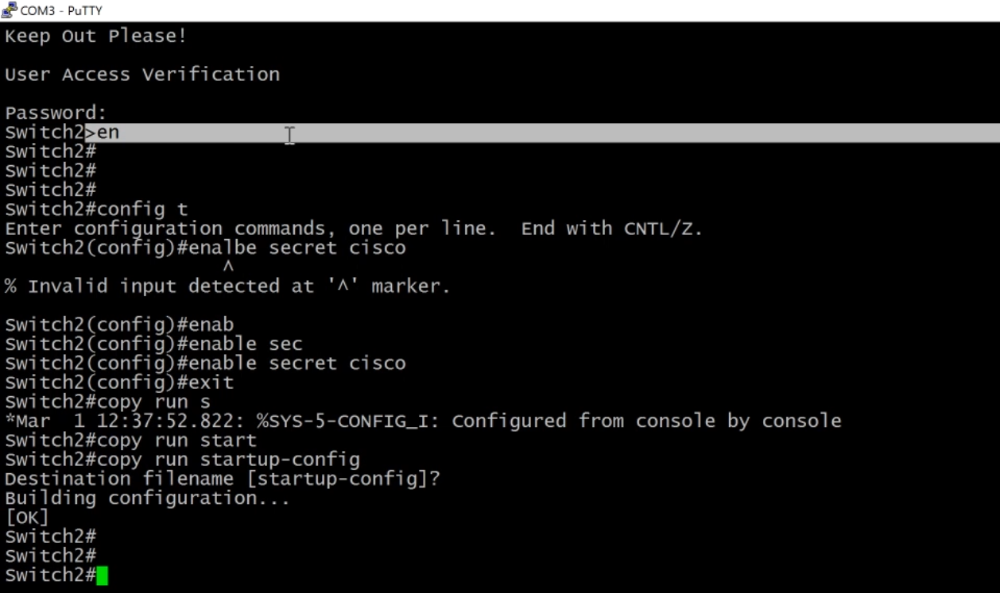 COM3 - PuTTY
Keep Out Please!
User Access Verification
Password:
Switch2>en
Switch2#
Switch2#
Switch2#
Switch2#config t
Enter configuration commands, one per line.  End with CNTL/Z.
Switch2(config)#enalbe secret cisco
^
% Invalid input detected at '^' marker.
Switch2(config)#enab
Switch2(config)#enable sec
Switch2(config)#enable secret cisco
Switch2(config)#exit
Switch2#copy run s
*Mar  1 12:37:52.822: %SYS-5-CONFIG_I: Configured from console by console
Switch2#copy run start
Switch2#copy run startup-config
Destination filename [startup-config]?
Building configuration...
[OK]
Switch2#
Switch2#
Switch2#